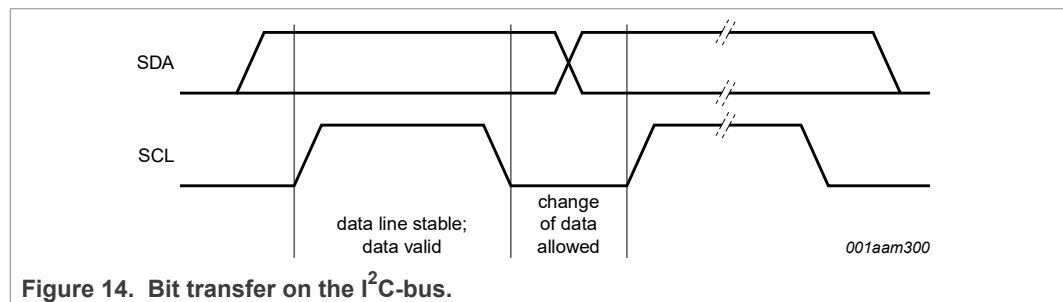 SDA
SCL
data line stable;
data valid
change
of data
allowed
001aam300
Figure 14. Bit transfer on the I²C-bus.